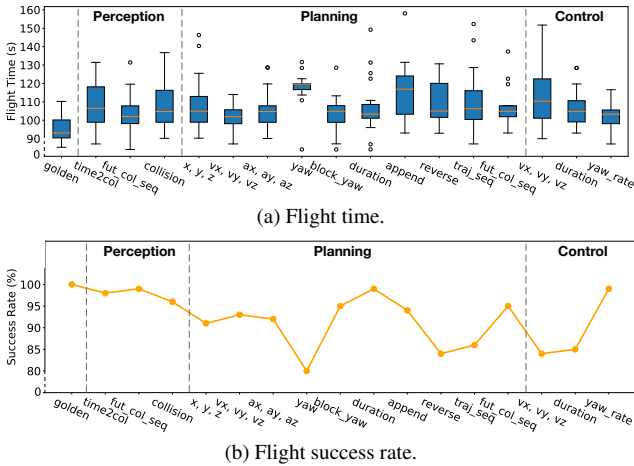 Perception Planning Control
Flight Time (s)
160
150
140
130
120
110
100
90
0
golden time2col fut_col_seq collision x, y, z vx, vy, vz ax, ay, az yaw block_yaw duration append reverse traj_seq fut_col_seq vx, vy, vz duration yaw_rate
(a) Flight time.
Perception Planning Control
Success Rate (%)
100
95
90
85
80
0
golden time2col fut_col_seq collision x, y, z vx, vy, vz ax, ay, az yaw block_yaw duration append reverse traj_seq fut_col_seq vx, vy, vz duration yaw_rate
(b) Flight success rate.